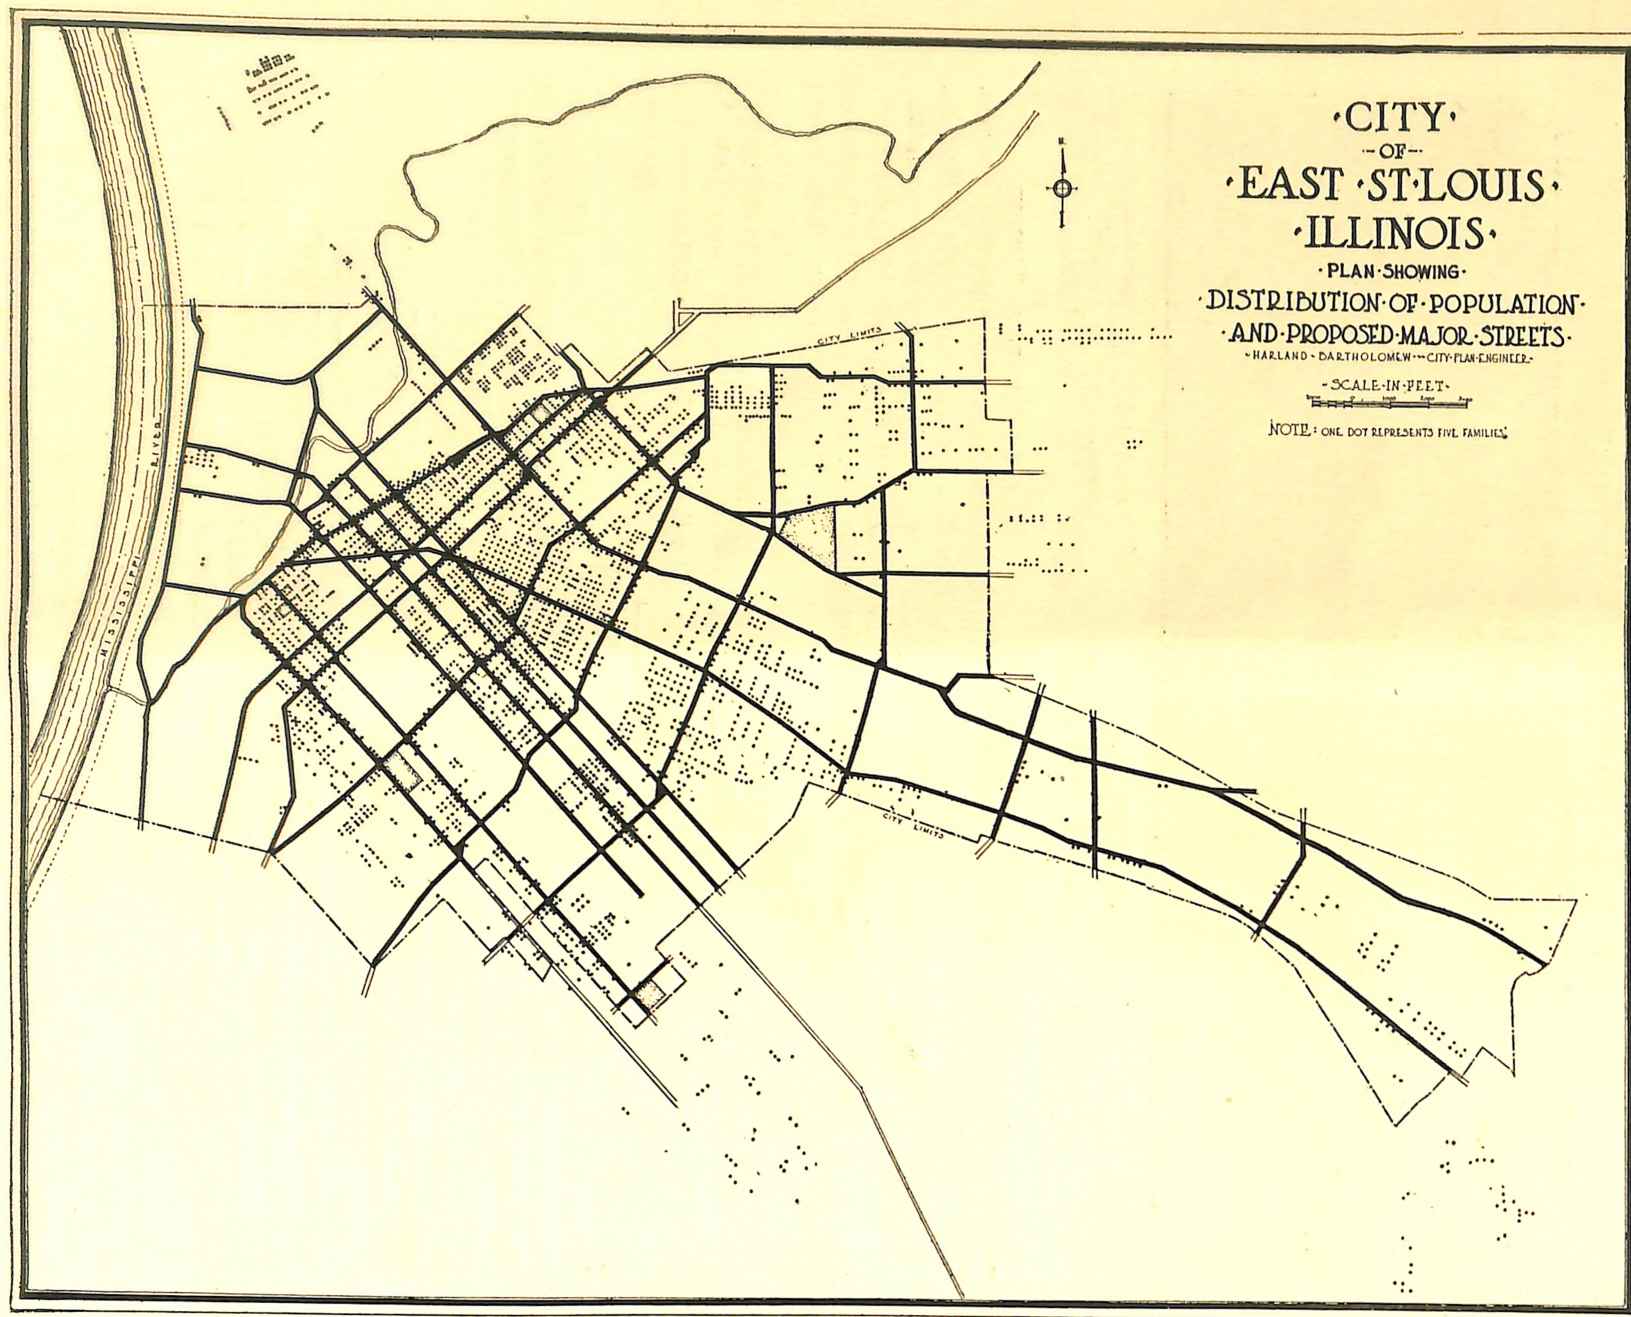 ·CITY·
-OF-
·EAST·ST·LOUIS·
·ILLINOIS·
·PLAN·SHOWING·
·DISTRIBUTION·OF·POPULATION·
·AND·PROPOSED·MAJOR·STREETS·
-HARLAND-BARTHOLOMEW---CITY-PLAN-ENGINEER-
-SCALE-IN-FEET-
NOTE: ONE DOT REPRESENTS FIVE FAMILIES.
CITY LIMITS
MISSISSIPPI RIVER
CITY LIMITS